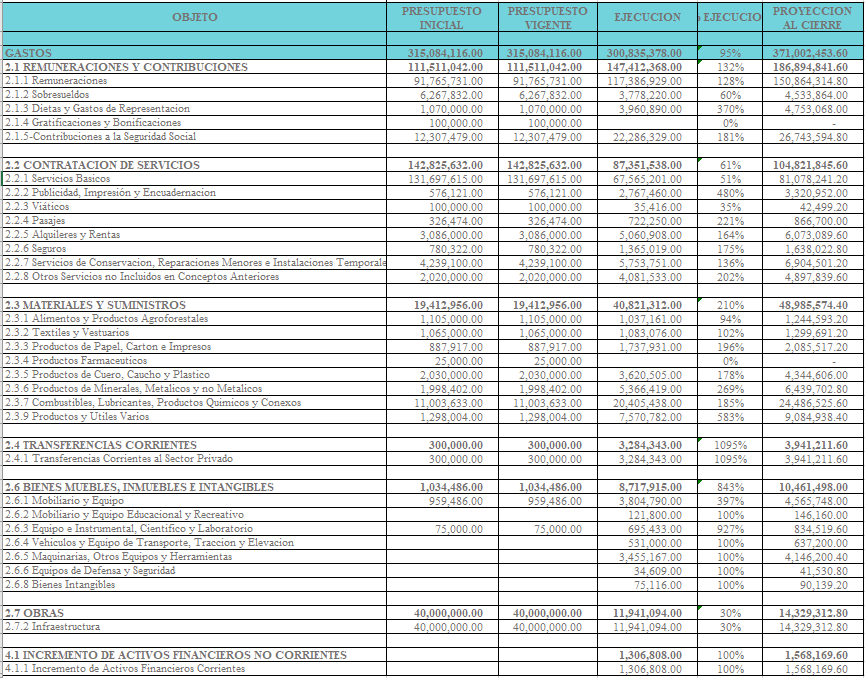 OBJETO PRESUPUESTO INICIAL PRESUPUESTO VIGENTE EJECUCION EJECUCIO PROYECCION AL CIERRE
GASTOS 315,084,116.00 315,084,116.00 300,835,378.00 95% 371,002,453.60
2.1 REMUNERACIONES Y CONTRIBUCIONES 111,511,042.00 111,511,042.00 147,412,368.00 132% 186,894,841.60
2.1.1 Remuneraciones 91,765,731.00 91,765,731.00 117,386,929.00 128% 150,864,314.80
2.1.2 Sobresueldos 6,267,832.00 6,267,832.00 3,778,220.00 60% 4,533,864.00
2.1.3 Dietas y Gastos de Representacion 1,070,000.00 1,070,000.00 3,960,890.00 370% 4,753,068.00
2.1.4 Gratificaciones y Bonificaciones 100,000.00 100,000.00 0% -
2.1.5-Contribuciones a la Seguridad Social 12,307,479.00 12,307,479.00 22,286,329.00 181% 26,743,594.80
2.2 CONTRATACION DE SERVICIOS 142,825,632.00 142,825,632.00 87,351,538.00 61% 104,821,845.60
2.2.1 Servicios Basicos 131,697,615.00 131,697,615.00 67,565,201.00 51% 81,078,241.20
2.2.2 Publicidad, Impresión y Encuadernacion 576,121.00 576,121.00 2,767,460.00 480% 3,320,952.00
2.2.3 Viáticos 100,000.00 100,000.00 35,416.00 35% 42,499.20
2.2.4 Pasajes 326,474.00 326,474.00 722,250.00 221% 866,700.00
2.2.5 Alquileres y Rentas 3,086,000.00 3,086,000.00 5,060,908.00 164% 6,073,089.60
2.2.6 Seguros 780,322.00 780,322.00 1,365,019.00 175% 1,638,022.80
2.2.7 Servicios de Conservacion, Reparaciones Menores e Instalaciones Temporale 4,239,100.00 4,239,100.00 5,753,751.00 136% 6,904,501.20
2.2.8 Otros Servicios no Incluidos en Conceptos Anteriores 2,020,000.00 2,020,000.00 4,081,533.00 202% 4,897,839.60
2.3 MATERIALES Y SUMINISTROS 19,412,956.00 19,412,956.00 40,821,312.00 210% 48,985,574.40
2.3.1 Alimentos y Productos Agroforestales 1,105,000.00 1,105,000.00 1,037,161.00 94% 1,244,593.20
2.3.2 Textiles y Vestuarios 1,065,000.00 1,065,000.00 1,083,076.00 102% 1,299,691.20
2.3.3 Productos de Papel, Carton e Impresos 887,917.00 887,917.00 1,737,931.00 196% 2,085,517.20
2.3.4 Productos Farmaceuticos 25,000.00 25,000.00 0% -
2.3.5 Productos de Cuero, Caucho y Plastico 2,030,000.00 2,030,000.00 3,620,505.00 178% 4,344,606.00
2.3.6 Productos de Minerales, Metalicos y no Metalicos 1,998,402.00 1,998,402.00 5,366,419.00 269% 6,439,702.80
2.3.7 Combustibles, Lubricantes, Productos Quimicos y Conexos 11,003,633.00 11,003,633.00 20,405,438.00 185% 24,486,525.60
2.3.9 Productos y Utiles Varios 1,298,004.00 1,298,004.00 7,570,782.00 583% 9,084,938.40
2.4 TRANSFERENCIAS CORRIENTES 300,000.00 300,000.00 3,284,343.00 1095% 3,941,211.60
2.4.1 Transferencias Corrientes al Sector Privado 300,000.00 300,000.00 3,284,343.00 1095% 3,941,211.60
2.6 BIENES MUEBLES, INMUEBLES E INTANGIBLES 1,034,486.00 1,034,486.00 8,717,915.00 843% 10,461,498.00
2.6.1 Mobiliario y Equipo 959,486.00 959,486.00 3,804,790.00 397% 4,565,748.00
2.6.2 Mobiliario y Equipo Educacional y Recreativo 121,800.00 100% 146,160.00
2.6.3 Equipo e Instrumental, Cientifico y Laboratorio 75,000.00 75,000.00 695,433.00 927% 834,519.60
2.6.4 Vehiculos y Equipo de Transporte, Traccion y Elevacion 531,000.00 100% 637,200.00
2.6.5 Maquinarias, Otros Equipos y Herramientas 3,455,167.00 100% 4,146,200.40
2.6.6 Equipos de Defensa y Seguridad 34,609.00 100% 41,530.80
2.6.8 Bienes Intangibles 75,116.00 100% 90,139.20
2.7 OBRAS 40,000,000.00 40,000,000.00 11,941,094.00 30% 14,329,312.80
2.7.2 Infraestructura 40,000,000.00 40,000,000.00 11,941,094.00 30% 14,329,312.80
4.1 INCREMENTO DE ACTIVOS FINANCIEROS NO CORRIENTES 1,306,808.00 100% 1,568,169.60
4.1.1 Incremento de Activos Financieros Corrientes 1,306,808.00 100% 1,568,169.60